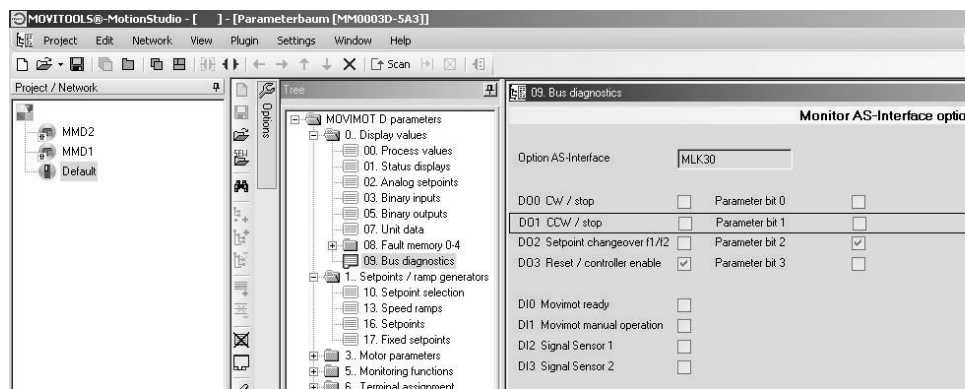 MOVITOOLS®-MotionStudio - [ ] - [Parameterbaum [MM0003D-5A3]]
Project Edit Network View Plugin Settings Window Help
Scan
Project / Network
MMD2
MMD1
Default
Options
Tree
MOVIMOT D parameters
0.. Display values
00. Process values
01. Status displays
02. Analog setpoints
03. Binary inputs
05. Binary outputs
07. Unit data
08. Fault memory 0-4
09. Bus diagnostics
1.. Setpoints / ramp generators
10. Setpoint selection
13. Speed ramps
16. Setpoints
17. Fixed setpoints
3.. Motor parameters
5.. Monitoring functions
6.. Terminal assignment
09. Bus diagnostics
Monitor AS-Interface optio
Option AS-Interface MLK30
DO0 CW / stop Parameter bit 0
DO1 CCW / stop Parameter bit 1
DO2 Setpoint changeover f1/f2 Parameter bit 2
DO3 Reset / controller enable Parameter bit 3
DI0 Movimot ready
DI1 Movimot manual operation
DI2 Signal Sensor 1
DI3 Signal Sensor 2